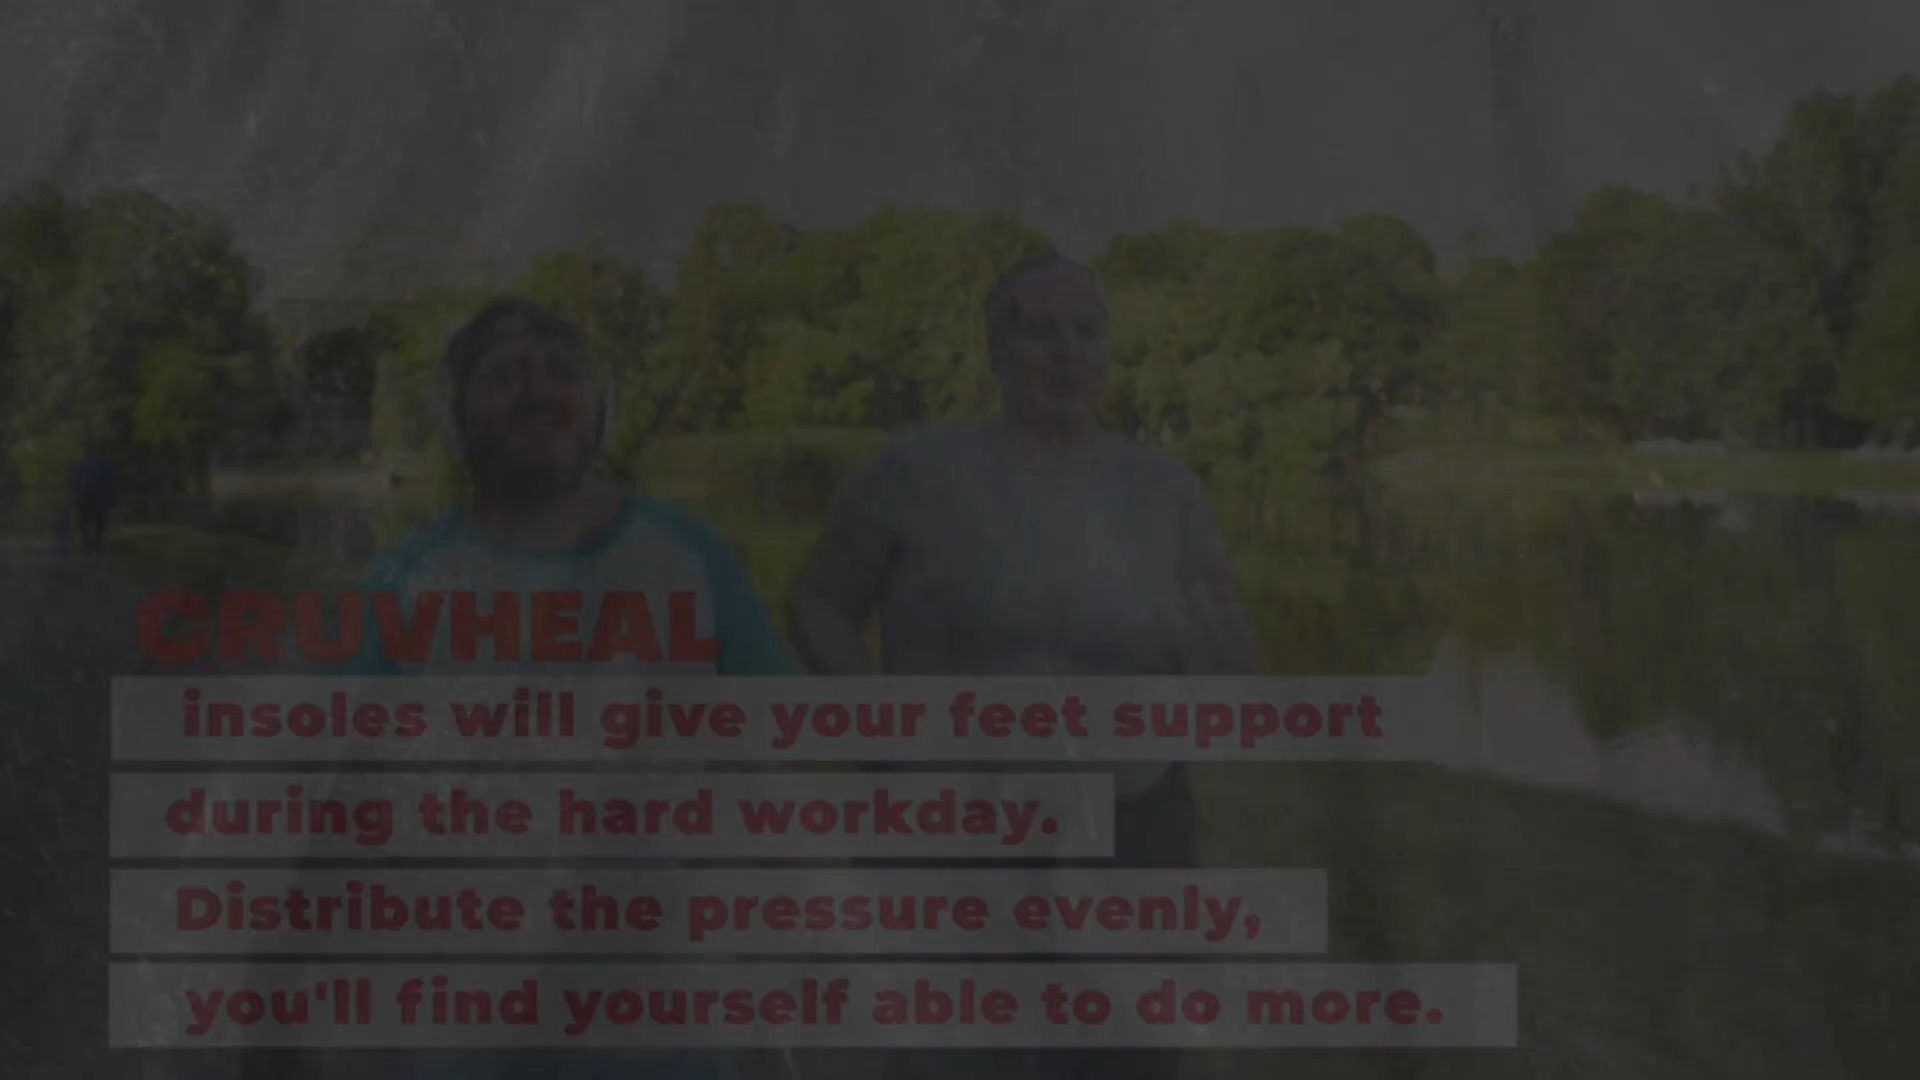 CRUVHEAL
insoles will give your feet support
during the hard workday.
Distribute the pressure evenly,
you'll find yourself able to do more.